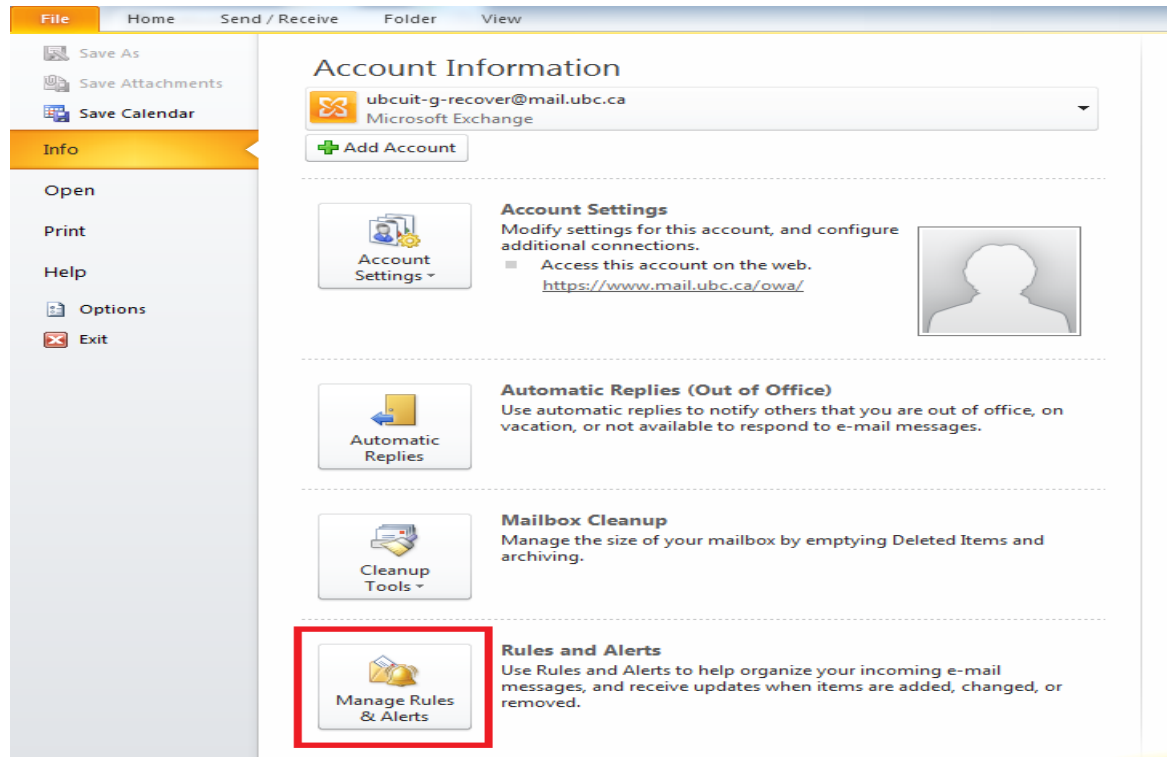 File Home Send / Receive Folder View
Save As
Save Attachments
Save Calendar
Info
Open
Print
Help
Options
Exit
Account Information
ubcuit-g-recover@mail.ubc.ca
Microsoft Exchange
Add Account
Account
Settings
Account Settings
Modify settings for this account, and configure
additional connections.
Access this account on the web.
https://www.mail.ubc.ca/owa/
Automatic
Replies
Automatic Replies (Out of Office)
Use automatic replies to notify others that you are out of office, on
vacation, or not available to respond to e-mail messages.
Cleanup
Tools
Mailbox Cleanup
Manage the size of your mailbox by emptying Deleted Items and
archiving.
Manage Rules
& Alerts
Rules and Alerts
Use Rules and Alerts to help organize your incoming e-mail
messages, and receive updates when items are added, changed, or
removed.